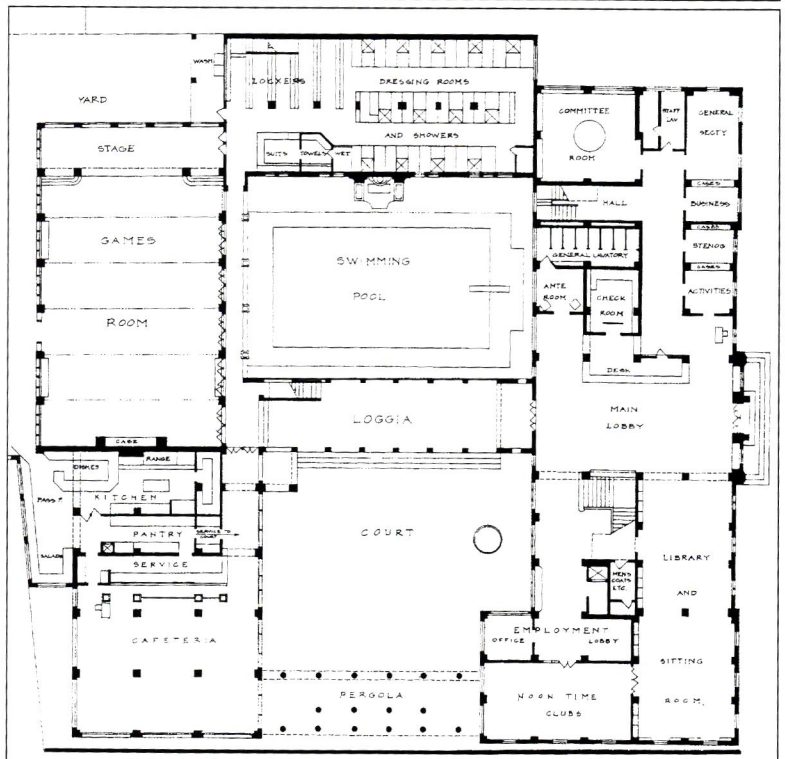 WASH
LOCKERS
DRESSING ROOMS
YARD
COMMITTEE
STAFF
LAV
GENERAL
SECTY
AND SHOWERS
STAGE
ROOM
SUITS
TOWELS
WET
CASES
HALL
BUSINESS
CASES
GAMES
STENOG
GENERAL LAVATORY
SWIMMING
CASES
ANTE
ROOM
CHECK
ROOM
ACTIVITIES
POOL
ROOM
DESK
MAIN
LOBBY
LOGGIA
CASE
RANGE
DISHES
PASS'G.
KITCHEN
COURT
PANTRY
SERVICE TO
COURT
SALADS
SERVICE
LIBRARY
MEN'S
COATS
ETC.
AND
EMPLOYMENT
OFFICE
LOBBY
CAFETERIA
SITTING
PERGOLA
NOON TIME
CLUBS
ROOM